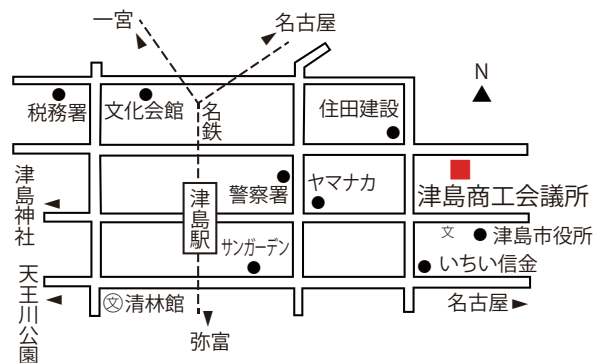 一宮
名古屋
N
税務署
文化会館
名鉄
住田建設
津島神社
警察署
ヤマナカ
津島商工会議所
津島駅
サンガーデン
文
津島市役所
いちい信金
天王川公園
文清林館
名古屋
弥富